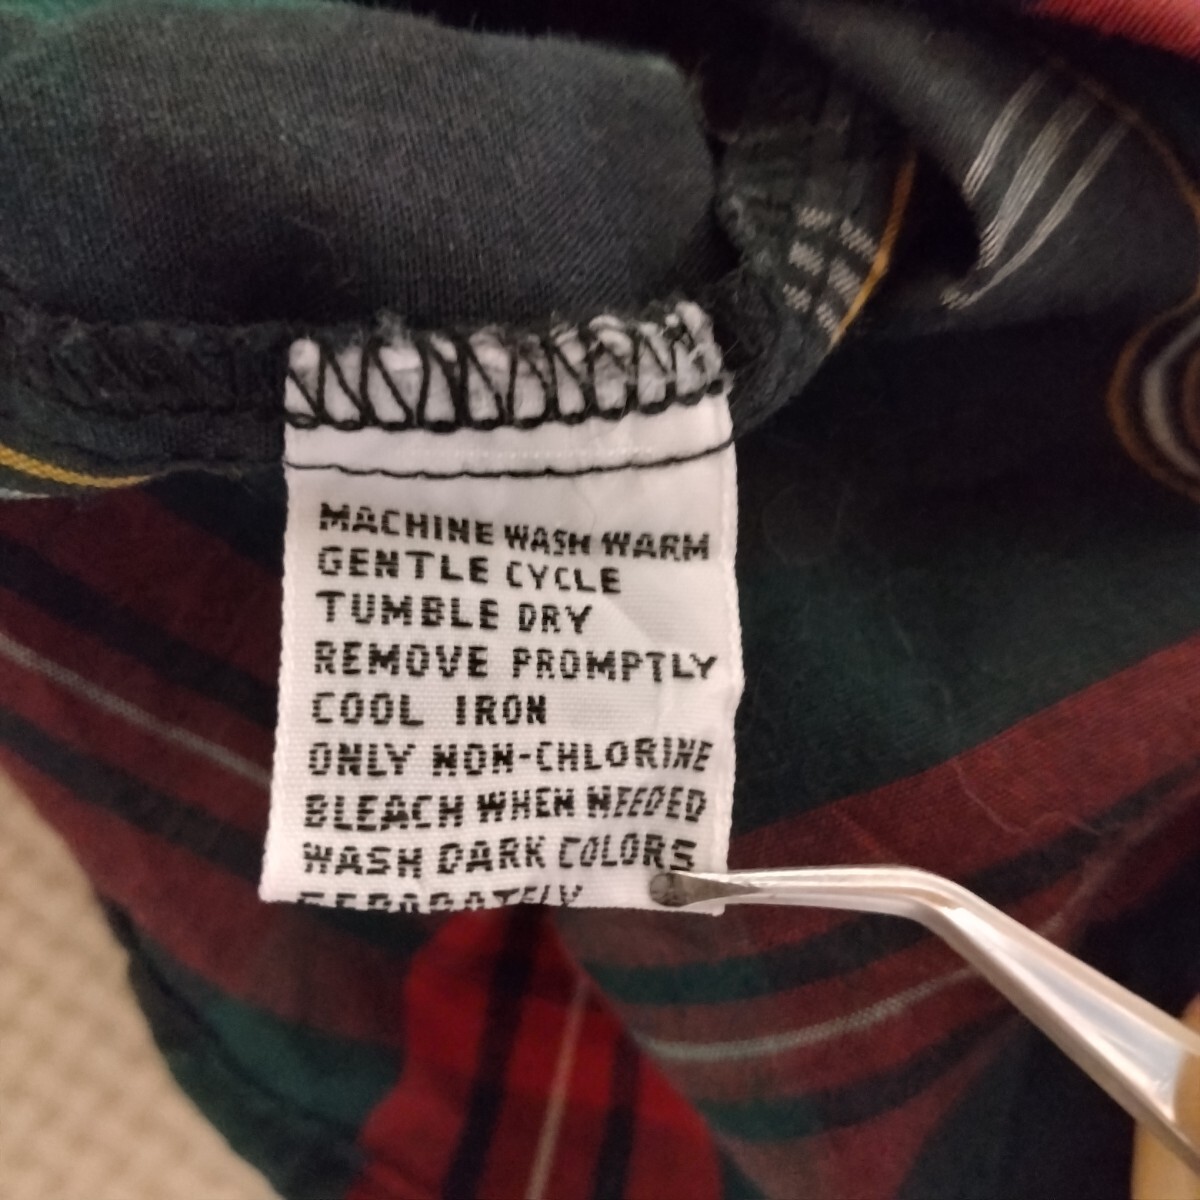 MACHINE WASH WARM
GENTLE CYCLE
TUMBLE DRY
REMOVE PROMPTLY
COOL IRON
ONLY NON-CHLORINE
BLEACH WHEN NEEDED
WASH DARK COLORS
SEPARATELY